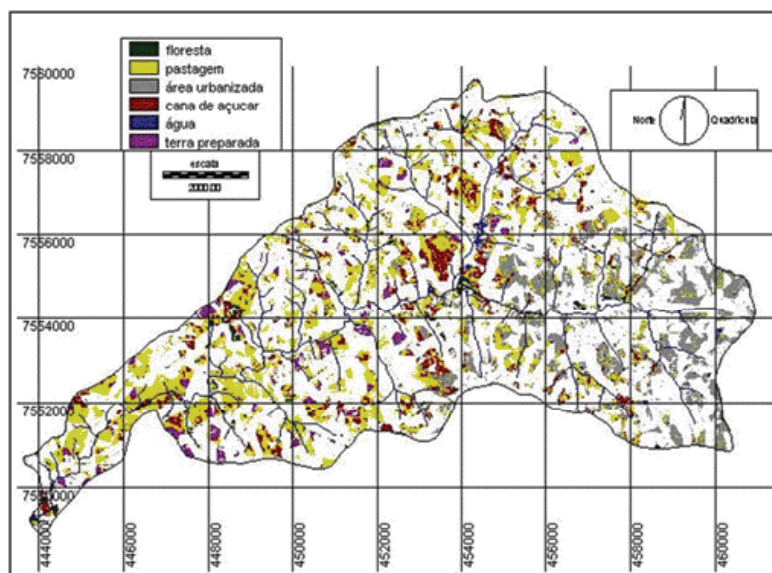 floresta
pastagem
área urbanizada
cana de açucar
água
terra preparada
escala
2000.00
Norte
Quadrícula
7560000
7558000
7556000
7554000
7552000
7550000
444000
446000
448000
450000
452000
454000
456000
458000
460000